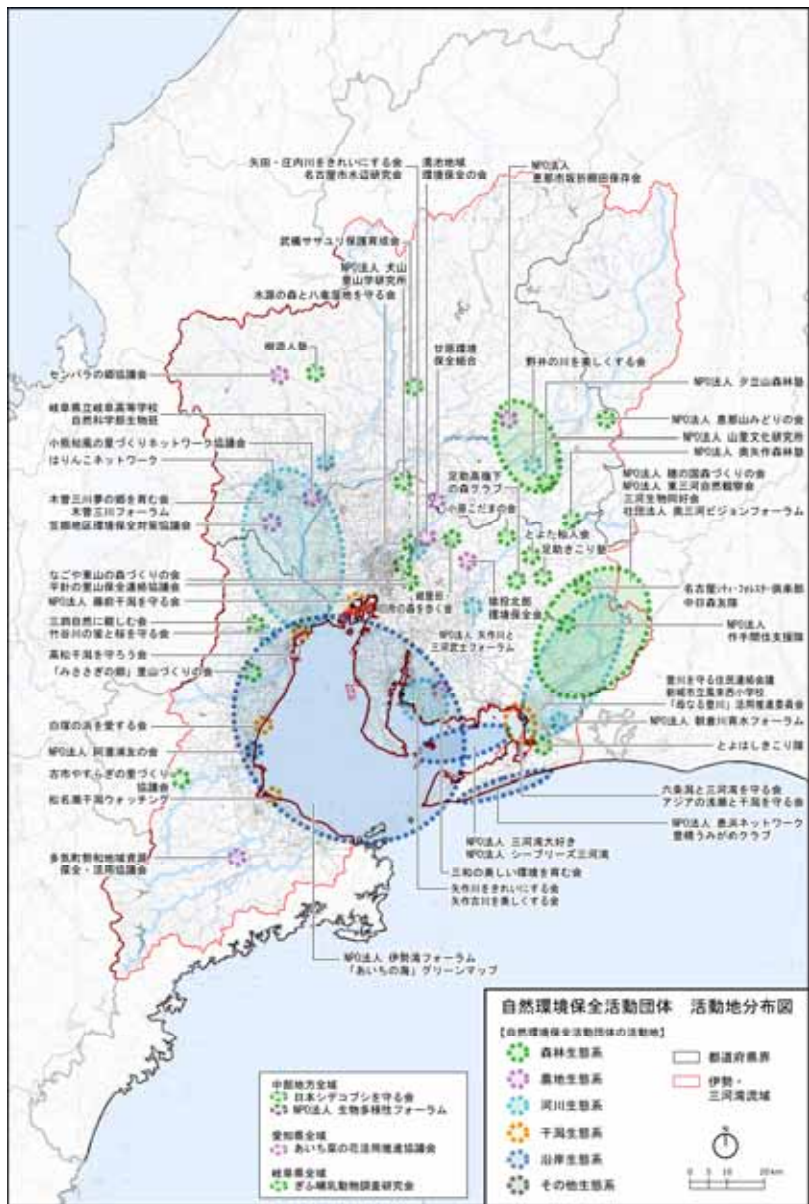 矢田・庄内川をきれいにする会
名古屋市水辺研究会
溜池地域
環境保全の会
NPO法人
恵那市坂折棚田保存会
武儀ササユリ保護育成会
NPO法人 犬山
里山学研究所
水源の森と八竜湿地を守る会
樹恩人塾
センパラの郷協議会
廿原環境
保全組合
野井の川を美しくする会
NPO法人 夕立山森林塾
岐阜県立岐阜高等学校
自然科学部生物班
NPO法人 恵那山みどりの会
小熊校風の里づくりネットワーク協議会
NPO法人 山里文化研究所
はりんこネットワーク
NPO法人 奥矢作森林塾
足助高橋下
の森クラブ
NPO法人 穂の国森づくりの会
NPO法人 東三河自然観察会
三河生物同好会
社団法人 奥三河ビジョンフォーラム
木曽三川夢の郷を育む会
木曽三川フォーラム
小原こだまの会
とよた杣人会
足助きこり塾
笠郷地区環境保全対策協議会
なごや東山の森づくりの会
平針の里山保全連絡協議会
NPO法人 藤前干潟を守る会
猿投北部
環境保全会
名古屋シティ・フォレスター倶楽部
中日森友隊
三泗自然に親しむ会
竹谷川の蛍と桜を守る会
NPO法人 矢作川と
三河武士フォーラム
NPO法人
作手間伐支援隊
高松干潟を守ろう会
「みささぎの郷」里山づくりの会
豊川を守る住民連絡会議
新城市立鳳来西小学校
「母なる豊川」活用推進委員会
白塚の浜を愛する会
NPO法人 朝倉川育水フォーラム
NPO法人 阿漕浦友の会
とよはしきこり隊
古市やすらぎの里づくり
協議会
松名瀬干潟ウォッチング
六条潟と三河湾を守る会
アジアの浅瀬と干潟を守る会
NPO法人 表浜ネットワーク
豊橋うみがめクラブ
NPO法人 三河湾大好き
NPO法人 シーブリーズ三河湾
多気町勢和地域資源
保全・活用協議会
三和の美しい環境を育む会
矢作川をきれいにする会
矢作古川を美しくする会
NPO法人 伊勢湾フォーラム
「あいちの海」グリーンマップ
中部地方全域
日本シデコブシを守る会
NPO法人 生物多様性フォーラム
愛知県全域
あいち菜の花活用推進協議会
岐阜県全域
ぎふ哺乳動物調査研究会
自然環境保全活動団体 活動地分布図
【自然環境保全活動団体の活動地】
森林生態系
農地生態系
河川生態系
干潟生態系
沿岸生態系
その他生態系
都道府県界
伊勢・
三河湾流域
N
0 5 10 20km